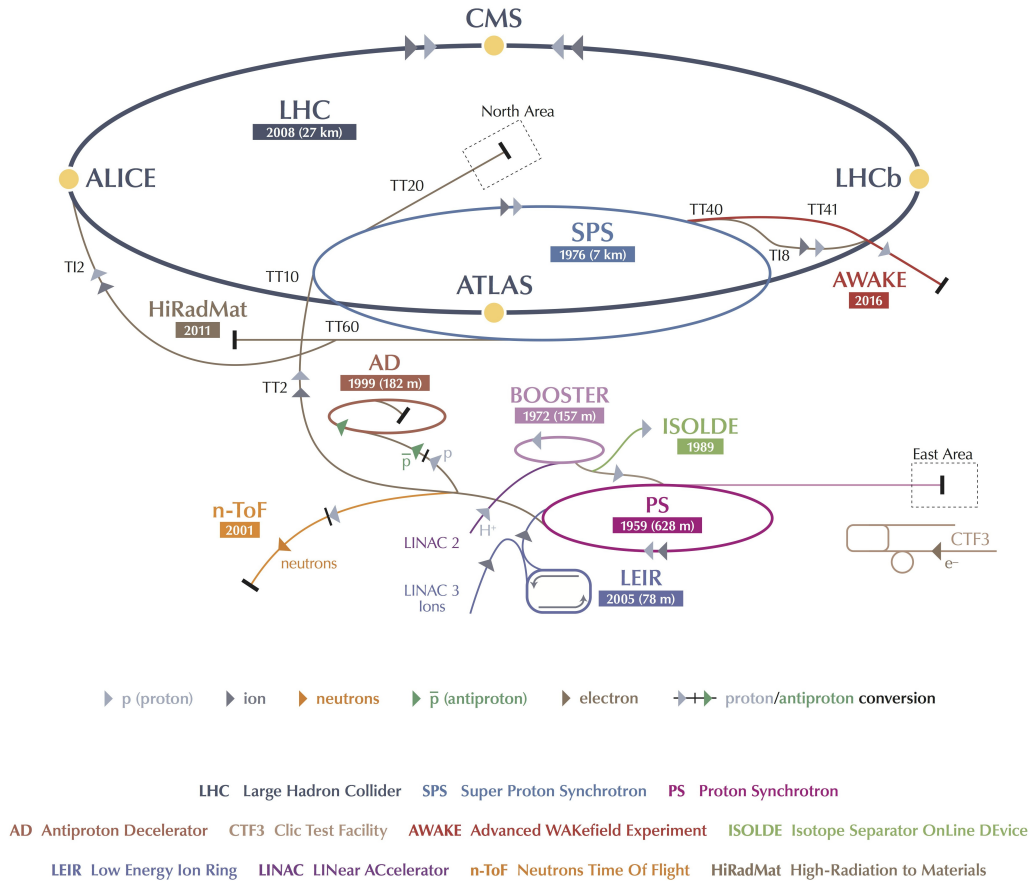 CMS
LHC
2008 (27 km)
North Area
ALICE
LHCb
TT20
TT40
TT41
SPS
1976 (7 km)
TI8
TI2
TT10
ATLAS
AWAKE
2016
HiRadMat
2011
TT60
AD
1999 (182 m)
TT2
BOOSTER
1972 (157 m)
ISOLDE
1989
p̅
p
East Area
n-ToF
2001
PS
1959 (628 m)
H⁺
LINAC 2
neutrons
CTF3
e⁻
LEIR
2005 (78 m)
LINAC 3
Ions
p (proton)
ion
neutrons
p̅ (antiproton)
electron
proton/antiproton conversion
LHC Large Hadron Collider SPS Super Proton Synchrotron PS Proton Synchrotron
AD Antiproton Decelerator CTF3 Clic Test Facility AWAKE Advanced WAKefield Experiment ISOLDE Isotope Separator OnLine DEvice
LEIR Low Energy Ion Ring LINAC LINear ACcelerator n-ToF Neutrons Time Of Flight HiRadMat High-Radiation to Materials